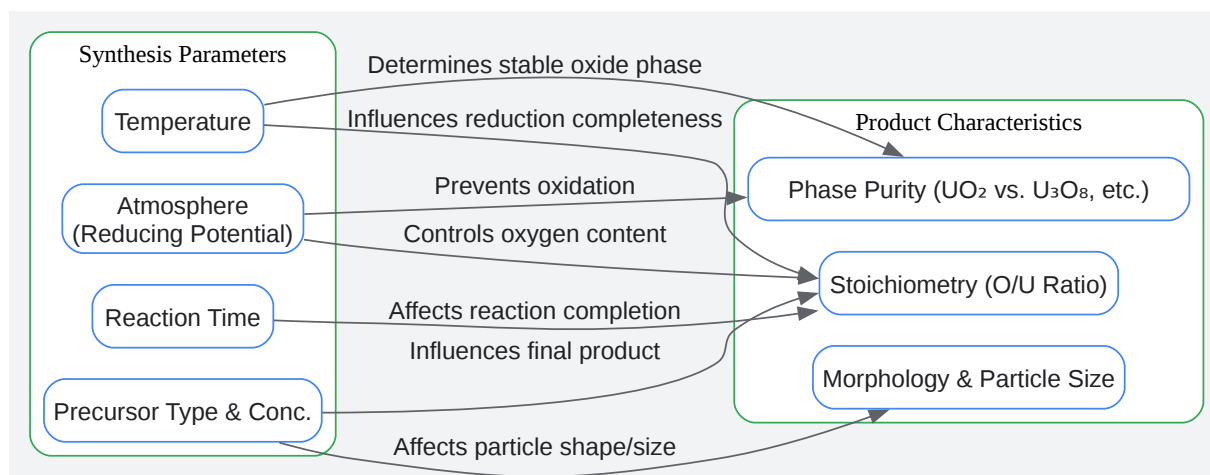 Synthesis Parameters
Temperature
Atmosphere
(Reducing Potential)
Reaction Time
Precursor Type & Conc.
Determines stable oxide phase
Influences reduction completeness
Prevents oxidation
Controls oxygen content
Affects reaction completion
Influences final product
Affects particle shape/size
Product Characteristics
Phase Purity (UO₂ vs. U₃O₈, etc.)
Stoichiometry (O/U Ratio)
Morphology & Particle Size